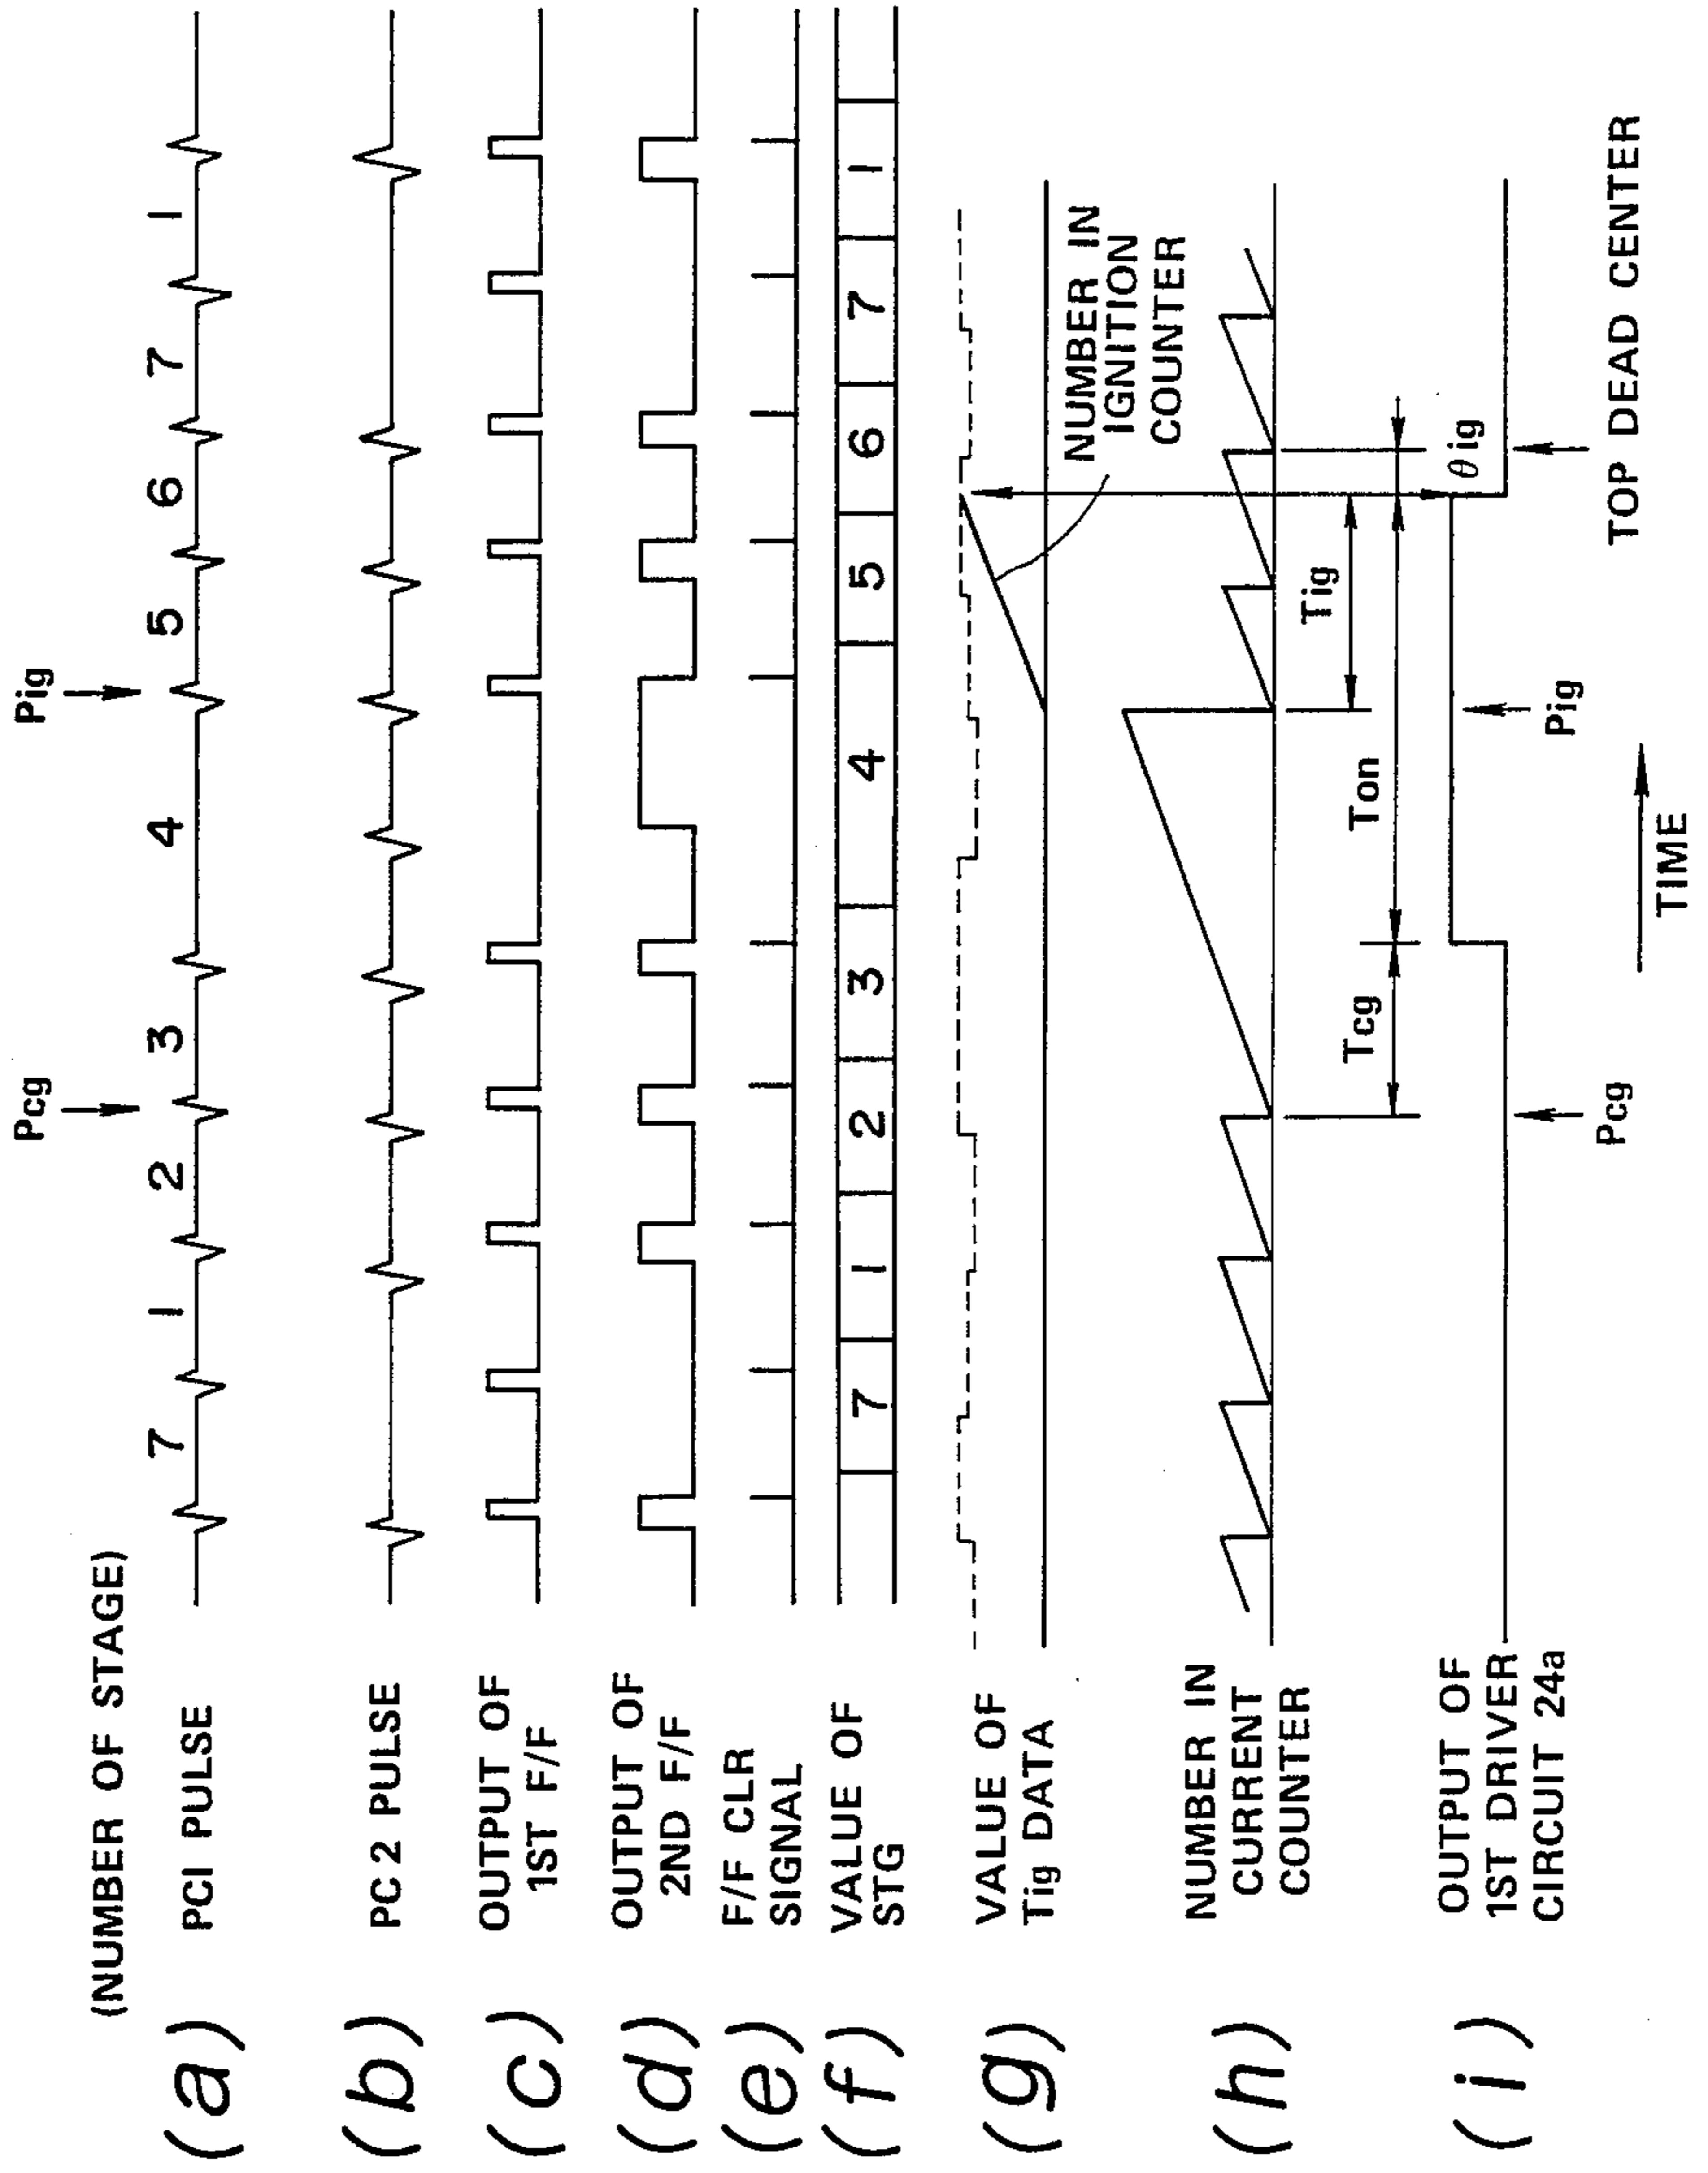 Pcg
Pig
(NUMBER OF STAGE)
7 1 2 3 4 5 6 7 1
(a) PC1 PULSE
(b) PC 2 PULSE
(c) OUTPUT OF
1ST F/F
(d) OUTPUT OF
2ND F/F
(e) F/F CLR
SIGNAL
(f) VALUE OF
STG
7 1 2 3 4 5 6 7 1
(g) VALUE OF
Tig DATA
NUMBER IN
IGNITION
COUNTER
(h) NUMBER IN
CURRENT
COUNTER
Tig
Tcg
Ton
θig
(i) OUTPUT OF
1ST DRIVER
CIRCUIT 24a
Pcg
Pig
TOP DEAD CENTER
TIME